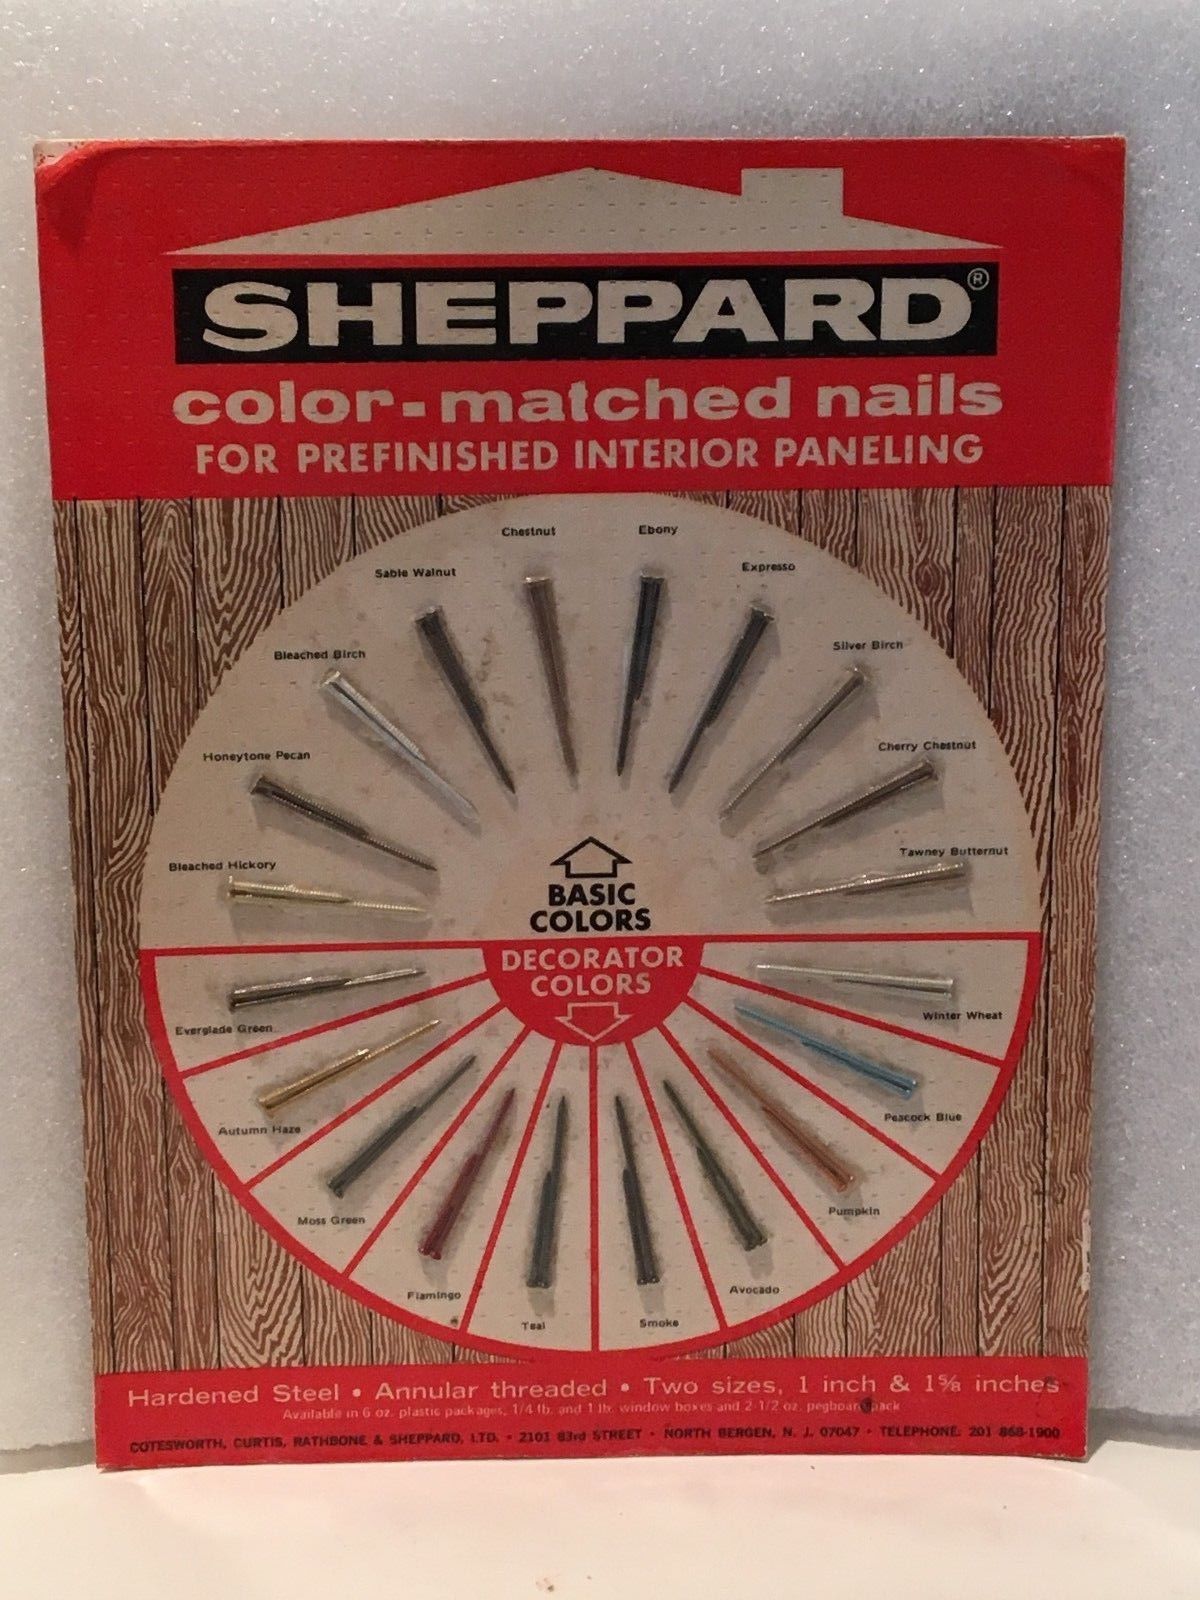 SHEPPARD®
color-matched nails
FOR PREFINISHED INTERIOR PANELING
Chestnut
Ebony
Sable Walnut
Expresso
Bleached Birch
Silver Birch
Honeytone Pecan
Cherry Chestnut
Bleached Hickory
Tawney Butternut
BASIC
COLORS
DECORATOR
COLORS
Everglade Green
Winter Wheat
Autumn Haze
Peacock Blue
Moss Green
Pumpkin
Flamingo
Avocado
Teal
Smoke
Hardened Steel • Annular threaded • Two sizes, 1 inch & 1⅝ inches
Available in 6 oz. plastic packages, 1/4 lb. and 1 lb. window boxes and 2-1/2 oz. pegboard pack
COTESWORTH, CURTIS, RATHBONE & SHEPPARD, LTD. • 2101 83rd STREET • NORTH BERGEN, N. J. 07047 • TELEPHONE: 201 868-1900